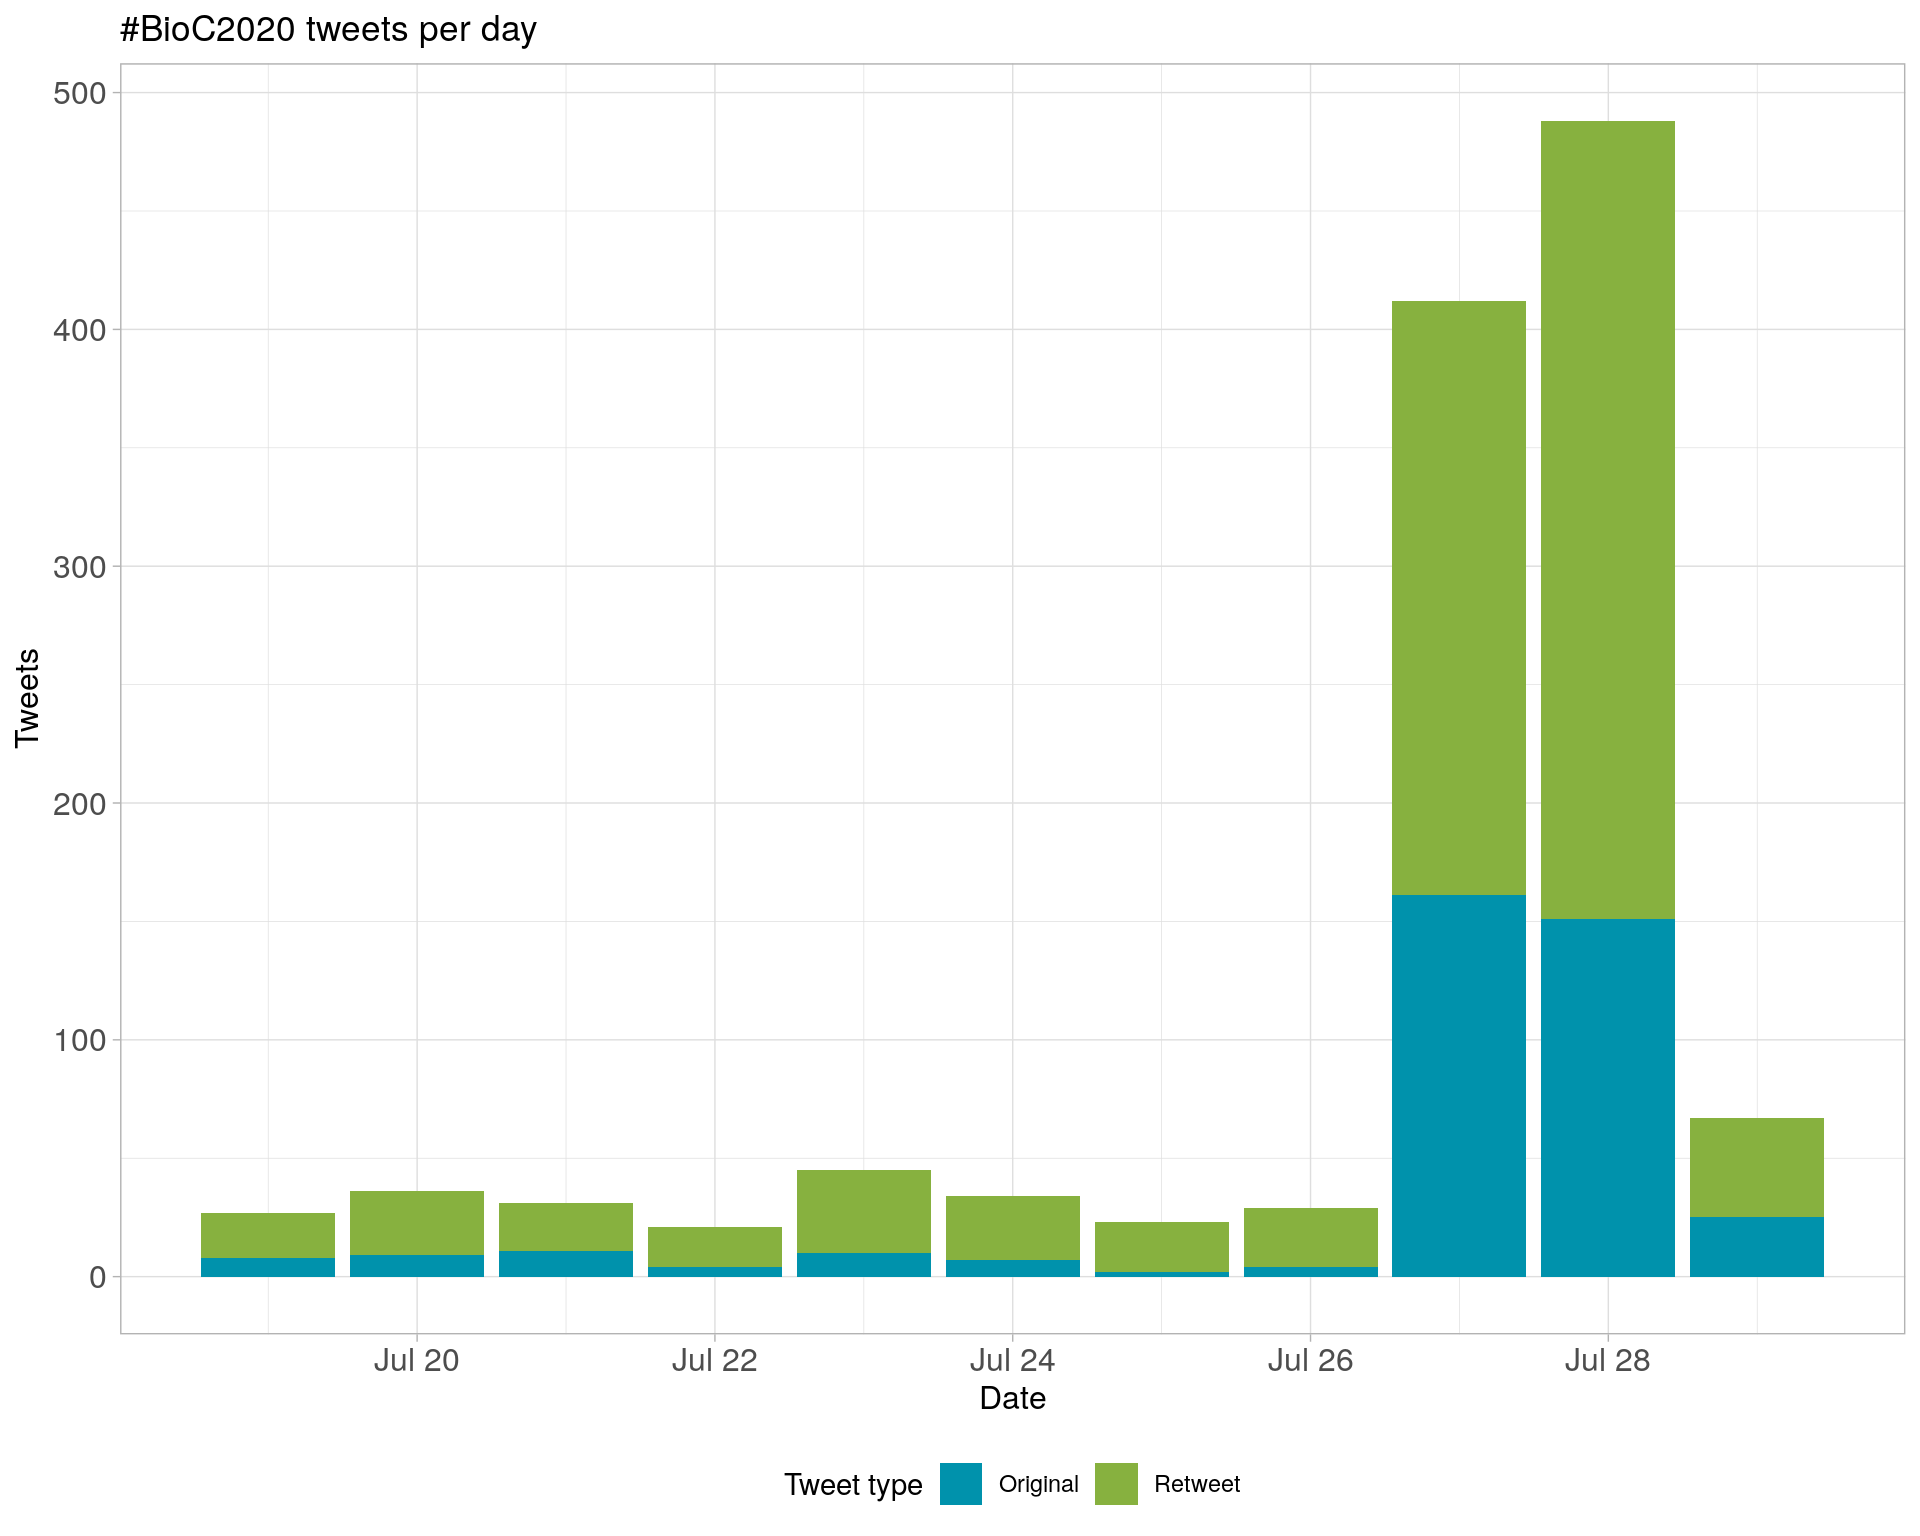 #BioC2020 tweets per day
500
400
300
200
100
0
Tweets
Jul 20 Jul 22 Jul 24 Jul 26 Jul 28
Date
Tweet type Original Retweet